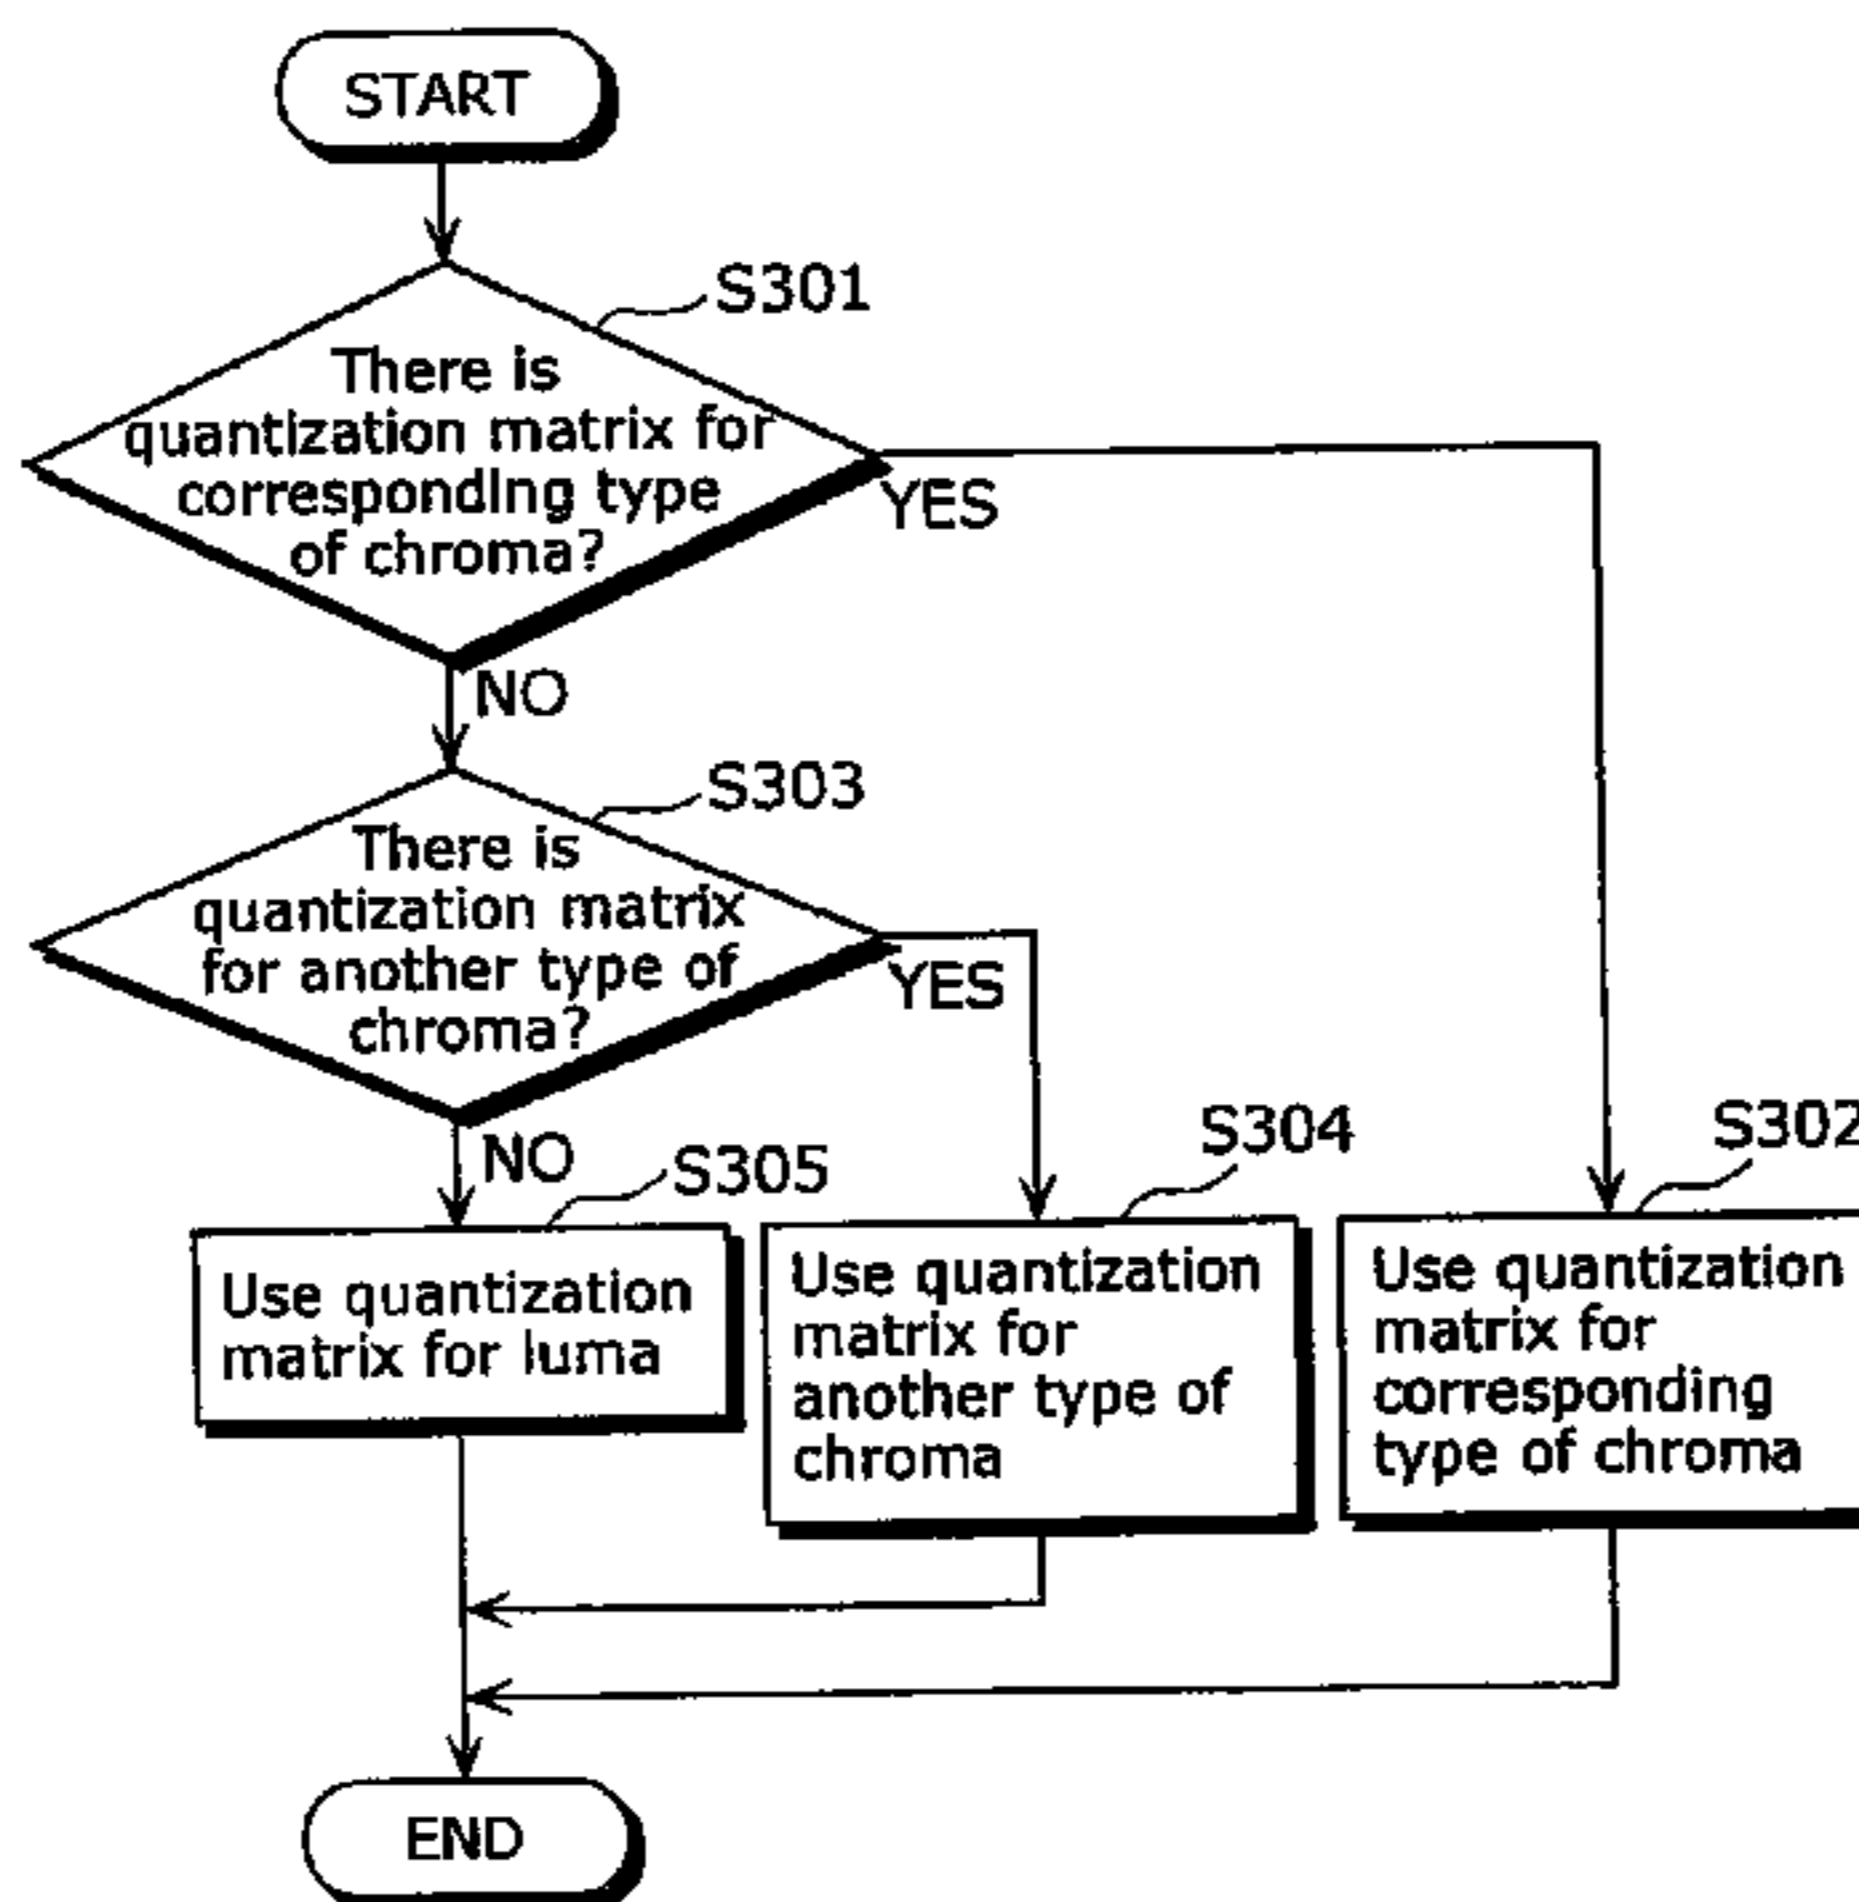 START
S301
There is
quantization matrix for
corresponding type
of chroma?
YES
NO
S303
There is
quantization matrix
for another type of
chroma?
YES
NO
S305
S304
S302
Use quantization
matrix for luma
Use quantization
matrix for
another type of
chroma
Use quantization
matrix for
corresponding
type of chroma
END